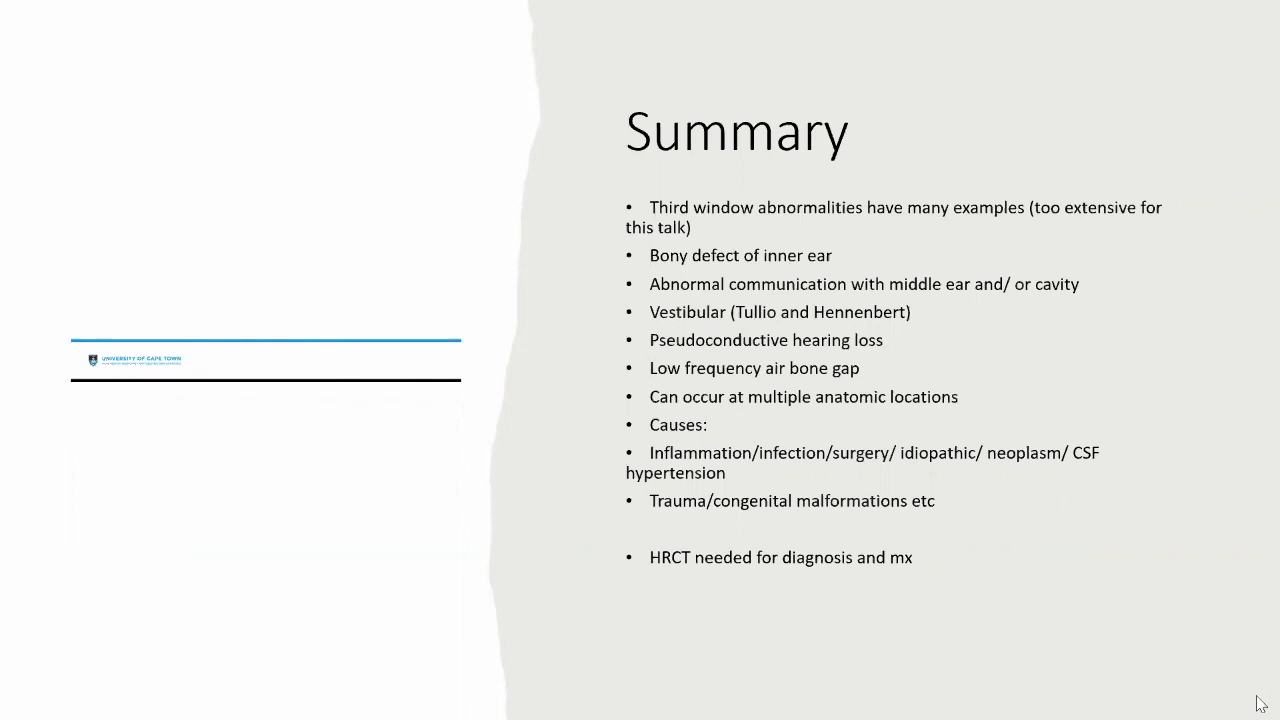 Summary
• Third window abnormalities have many examples (too extensive for
this talk)
• Bony defect of inner ear
• Abnormal communication with middle ear and/ or cavity
• Vestibular (Tullio and Hennenbert)
• Pseudoconductive hearing loss
• Low frequency air bone gap
• Can occur at multiple anatomic locations
• Causes:
• Inflammation/infection/surgery/ idiopathic/ neoplasm/ CSF
hypertension
• Trauma/congenital malformations etc
• HRCT needed for diagnosis and mx
UNIVERSITY OF CAPE TOWN